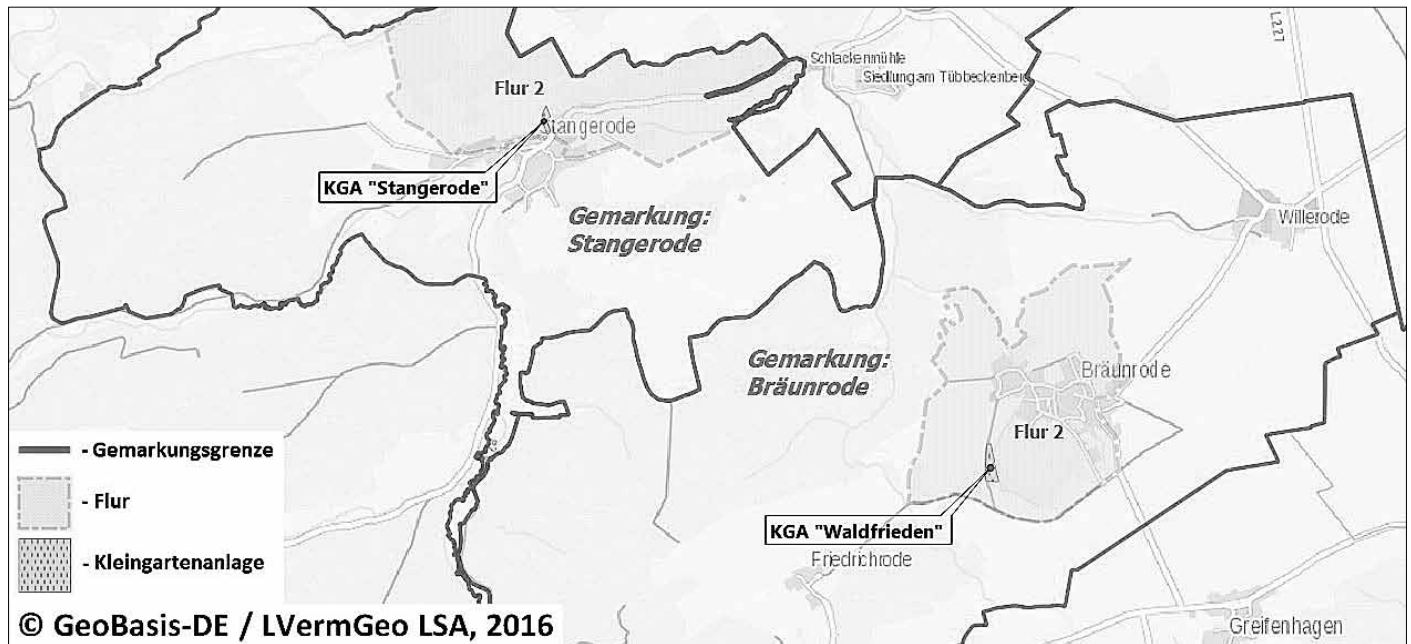 L227
Schlackenmühle
Siedlung am Tübbeckenberg
Flur 2
Stangerode
KGA "Stangerode"
Gemarkung:
Stangerode
Willerode
Gemarkung:
Bräunrode
Bräunrode
Flur 2
KGA "Waldfrieden"
Friedrichrode
Greifenhagen
- Gemarkungsgrenze
- Flur
- Kleingartenanlage
© GeoBasis-DE / LVermGeo LSA, 2016